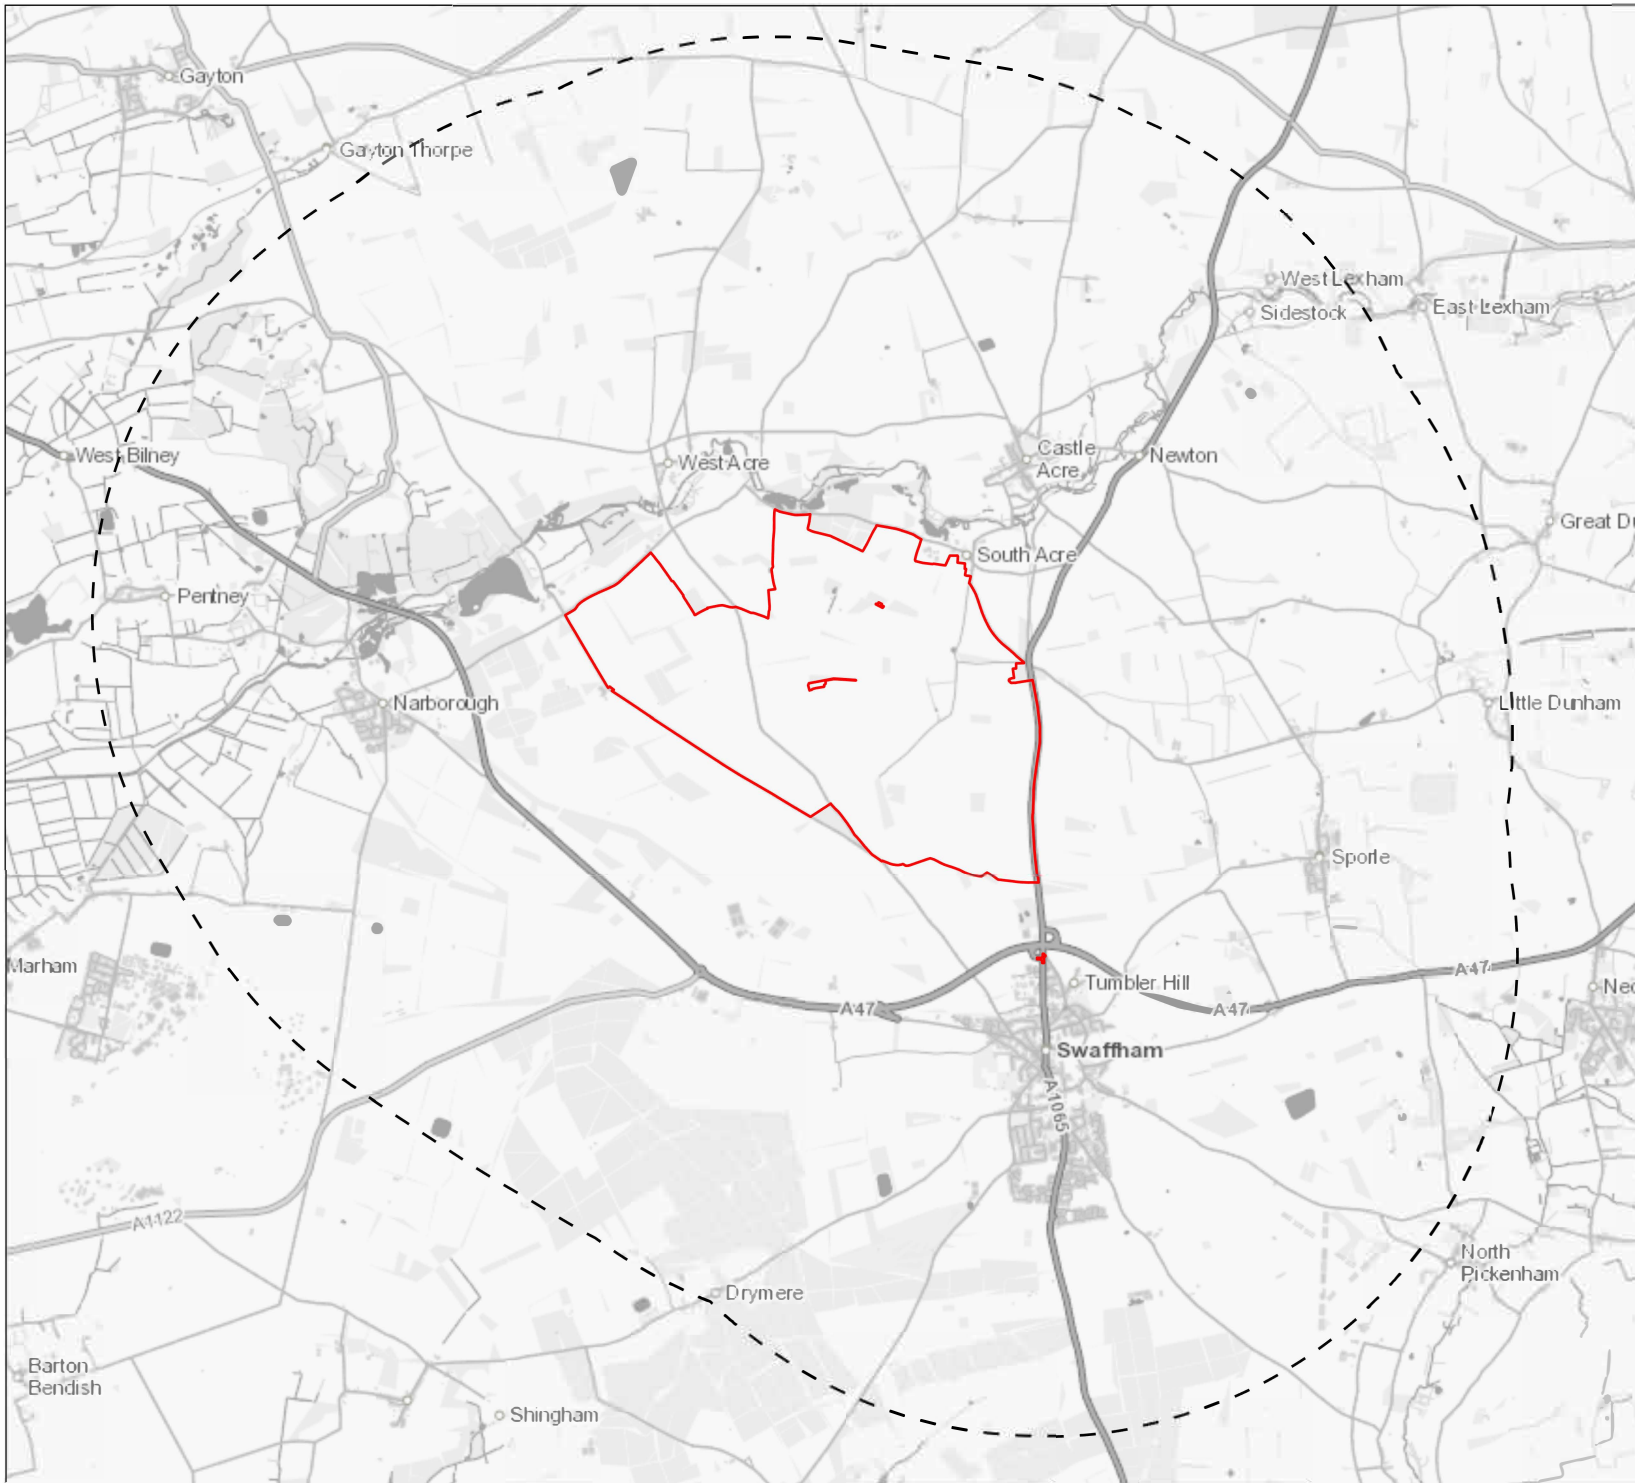 Gayton
Gayton Thorpe
West Lexham
East Lexham
Sidestock
West Bilney
West Acre
Castle
Acre
Newton
Great Du
South Acre
Pentney
Narborough
Little Dunham
Sporle
Marham
A47
Tumbler Hill
Nec
A47
A47
Swaffham
A1065
A1122
North
Pickenham
Drymere
Barton
Bendish
Shingham